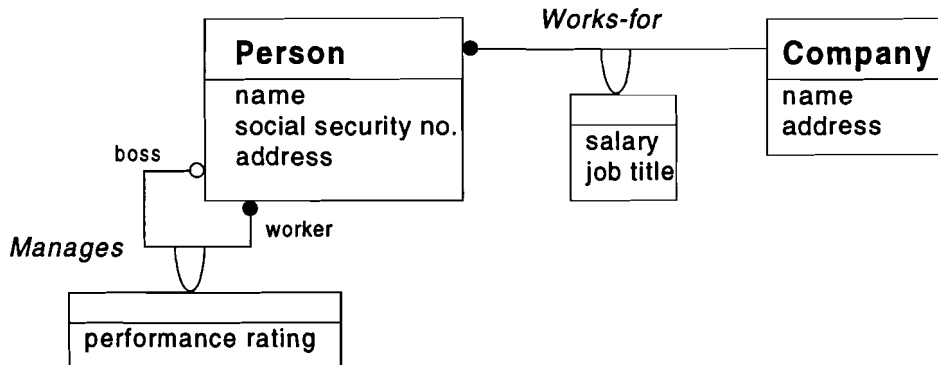 Works-for
Person
name
social security no.
address
Company
name
address
salary
job title
boss
worker
Manages
performance rating